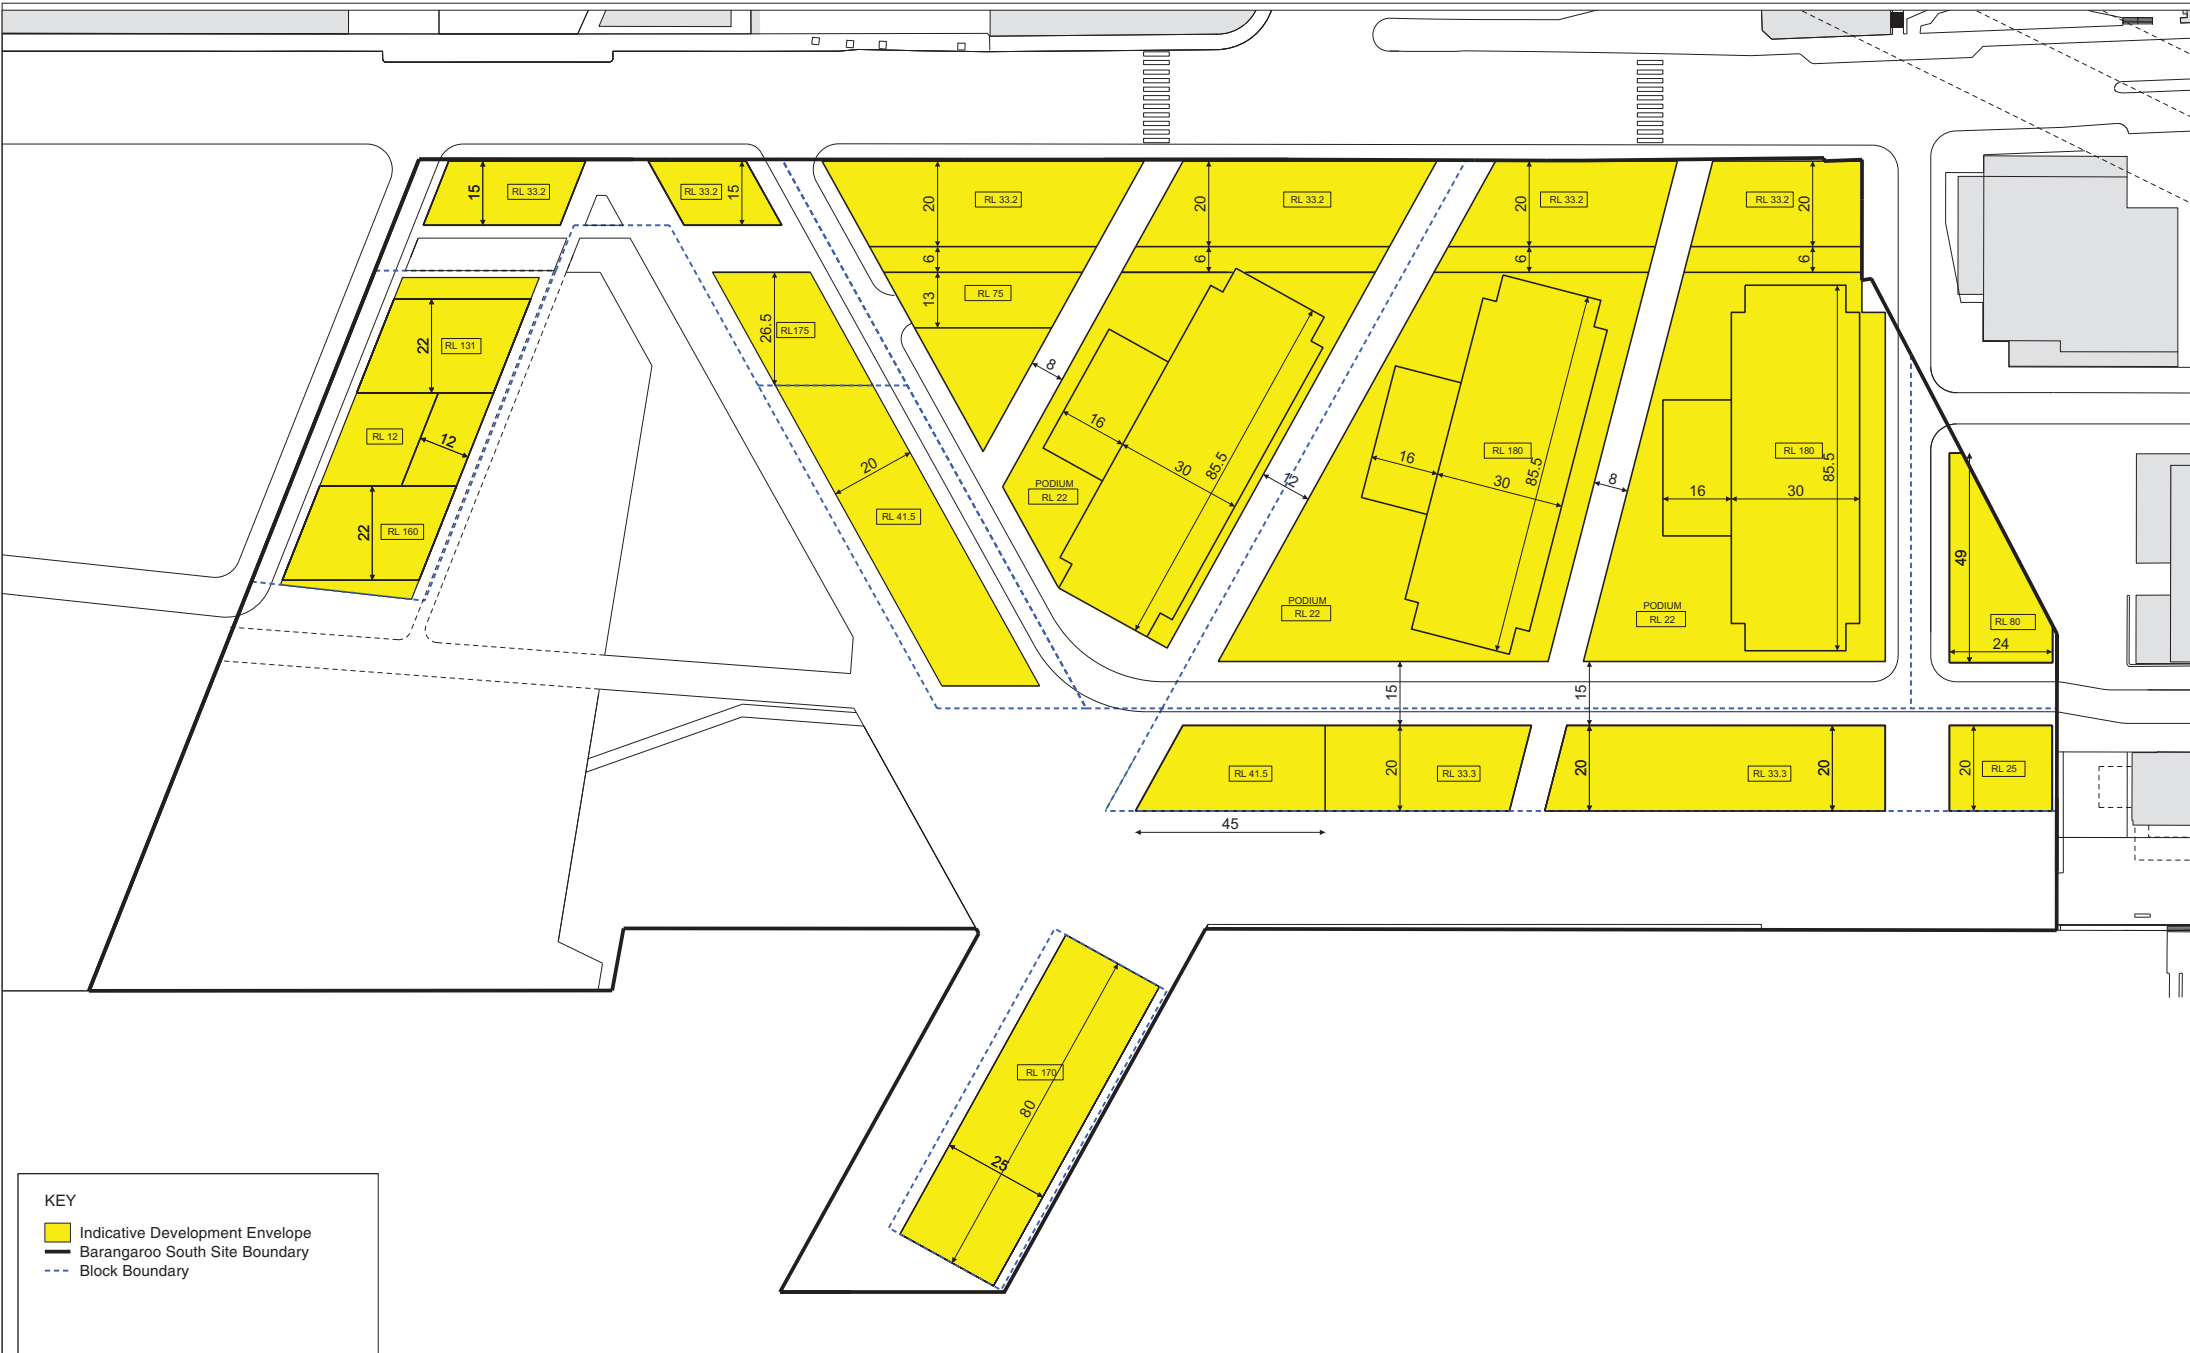 15
RL 33.2
RL 33.2
15
20
RL 33.2
20
RL 33.2
20
RL 33.2
RL 33.2
20
6
6
6
6
13
RL 75
22
RL 131
26.5
RL175
8
RL 12
12
20
16
30
85.5
PODIUM
RL 22
12
16
RL 180
30
85.5
8
RL 180
85.5
16
30
22
RL 160
RL 41.5
49
RL 80
24
PODIUM
RL 22
PODIUM
RL 22
15
15
RL 41.5
20
RL 33.3
20
RL 33.3
20
20
RL 25
45
RL 170
80
25
KEY
Indicative Development Envelope
Barangaroo South Site Boundary
Block Boundary